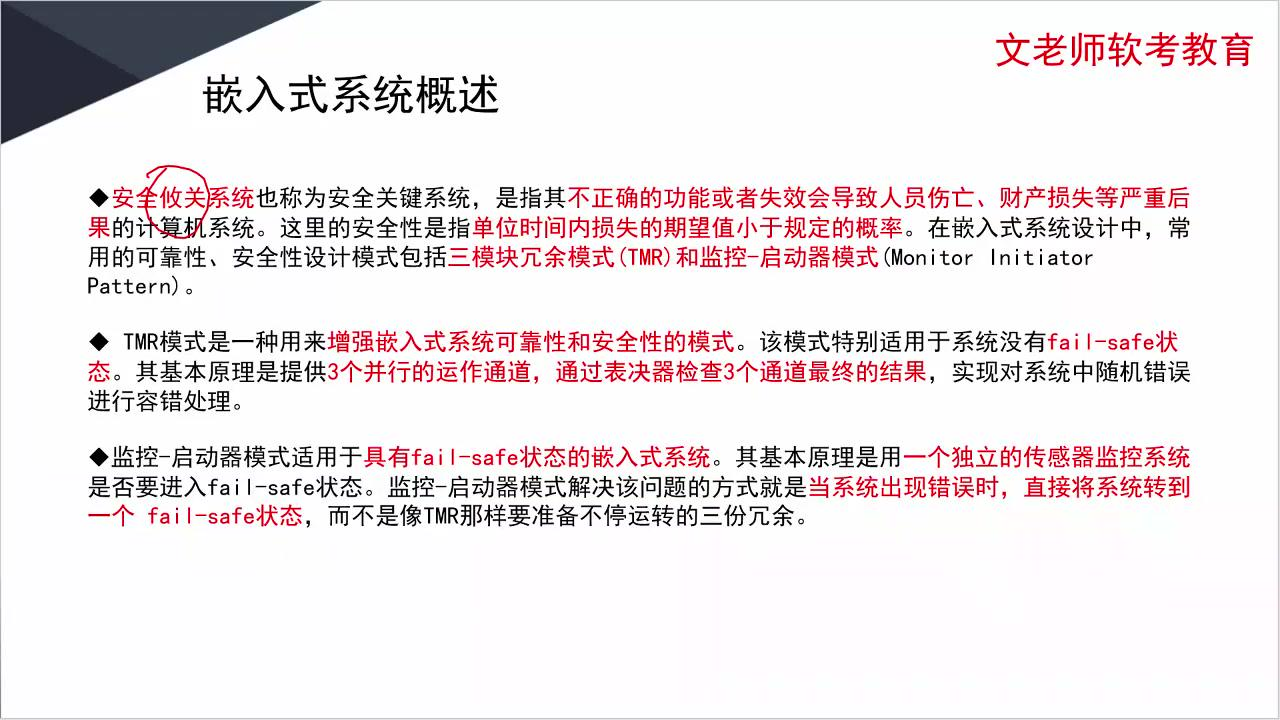 文老师软考教育
嵌入式系统概述
◆安全攸关系统也称为安全关键系统，是指其不正确的功能或者失效会导致人员伤亡、财产损失等严重后
果的计算机系统。这里的安全性是指单位时间内损失的期望值小于规定的概率。在嵌入式系统设计中，常
用的可靠性、安全性设计模式包括三模块冗余模式(TMR)和监控-启动器模式(Monitor Initiator
Pattern)。
◆ TMR模式是一种用来增强嵌入式系统可靠性和安全性的模式。该模式特别适用于系统没有fail-safe状
态。其基本原理是提供3个并行的运作通道，通过表决器检查3个通道最终的结果，实现对系统中随机错误
进行容错处理。
◆监控-启动器模式适用于具有fail-safe状态的嵌入式系统。其基本原理是用一个独立的传感器监控系统
是否要进入fail-safe状态。监控-启动器模式解决该问题的方式就是当系统出现错误时，直接将系统转到
一个 fail-safe状态，而不是像TMR那样要准备不停运转的三份冗余。